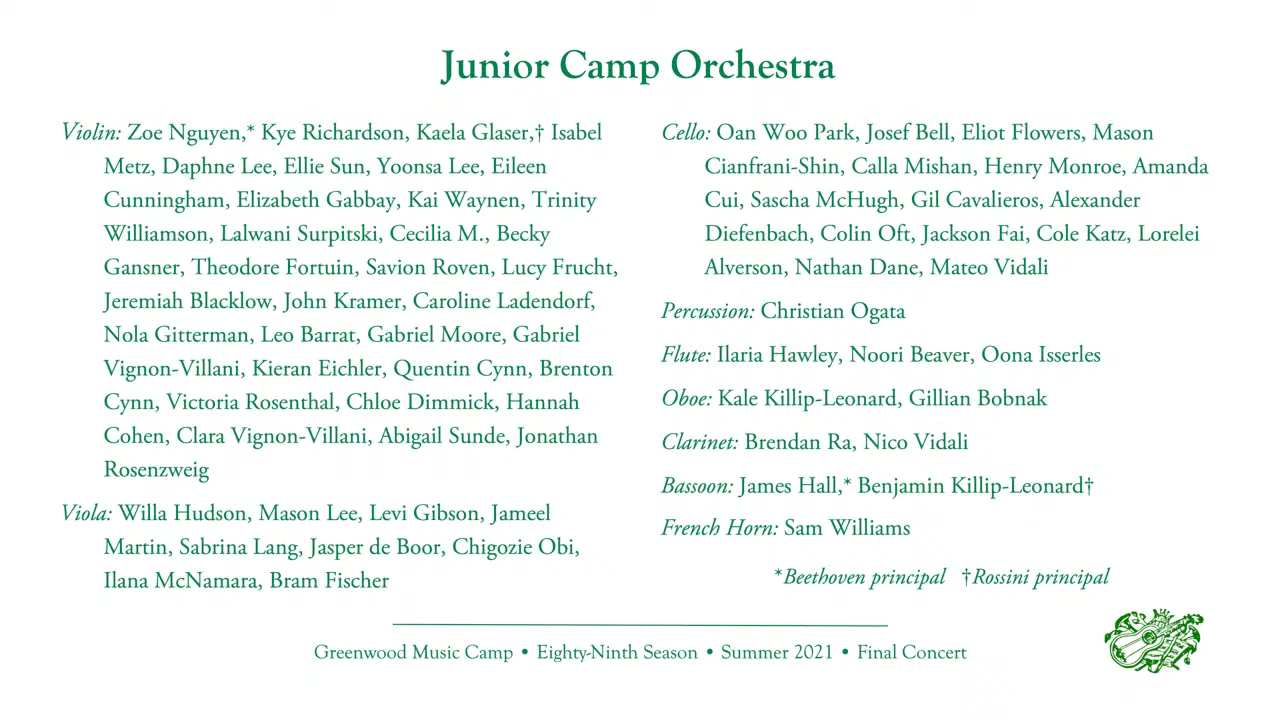 Junior Camp Orchestra
Violin: Zoe Nguyen,* Kye Richardson, Kaela Glaser,† Isabel
Metz, Daphne Lee, Ellie Sun, Yoonsa Lee, Eileen
Cunningham, Elizabeth Gabbay, Kai Waynen, Trinity
Williamson, Lalwani Surpitski, Cecilia M., Becky
Gansner, Theodore Fortuin, Savion Roven, Lucy Frucht,
Jeremiah Blacklow, John Kramer, Caroline Ladendorf,
Nola Gitterman, Leo Barrat, Gabriel Moore, Gabriel
Vignon-Villani, Kieran Eichler, Quentin Cynn, Brenton
Cynn, Victoria Rosenthal, Chloe Dimmick, Hannah
Cohen, Clara Vignon-Villani, Abigail Sunde, Jonathan
Rosenzweig
Viola: Willa Hudson, Mason Lee, Levi Gibson, Jameel
Martin, Sabrina Lang, Jasper de Boor, Chigozie Obi,
Ilana McNamara, Bram Fischer
Cello: Oan Woo Park, Josef Bell, Eliot Flowers, Mason
Cianfrani-Shin, Calla Mishan, Henry Monroe, Amanda
Cui, Sascha McHugh, Gil Cavalieros, Alexander
Diefenbach, Colin Oft, Jackson Fai, Cole Katz, Lorelei
Alverson, Nathan Dane, Mateo Vidali
Percussion: Christian Ogata
Flute: Ilaria Hawley, Noori Beaver, Oona Isserles
Oboe: Kale Killip-Leonard, Gillian Bobnak
Clarinet: Brendan Ra, Nico Vidali
Bassoon: James Hall,* Benjamin Killip-Leonard†
French Horn: Sam Williams
*Beethoven principal †Rossini principal
Greenwood Music Camp • Eighty-Ninth Season • Summer 2021 • Final Concert